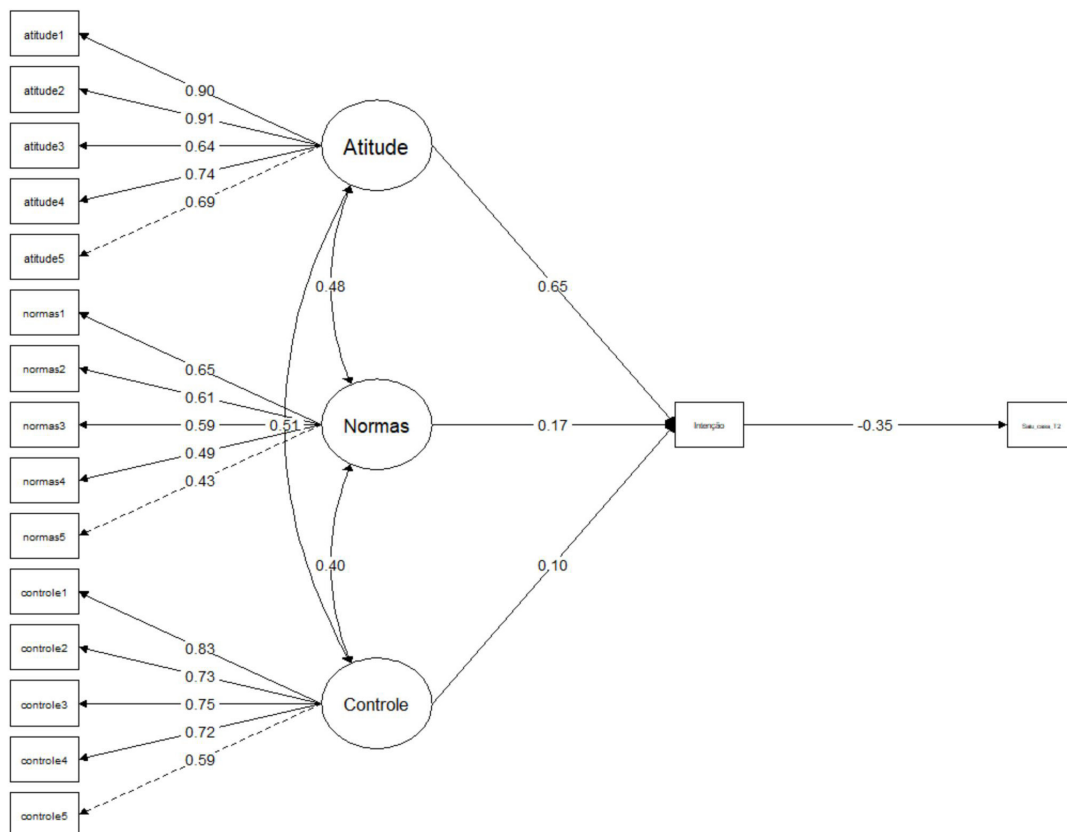 atitude1
atitude2
atitude3
atitude4
atitude5
normas1
normas2
normas3
normas4
normas5
controle1
controle2
controle3
controle4
controle5
0.90
0.91
0.64
0.74
0.69
0.65
0.61
0.59
0.49
0.43
0.83
0.73
0.75
0.72
0.59
Atitude
Normas
Controle
0.48
0.51
0.40
0.65
0.17
0.10
Intenção
-0.35
Saiu_casa_T2